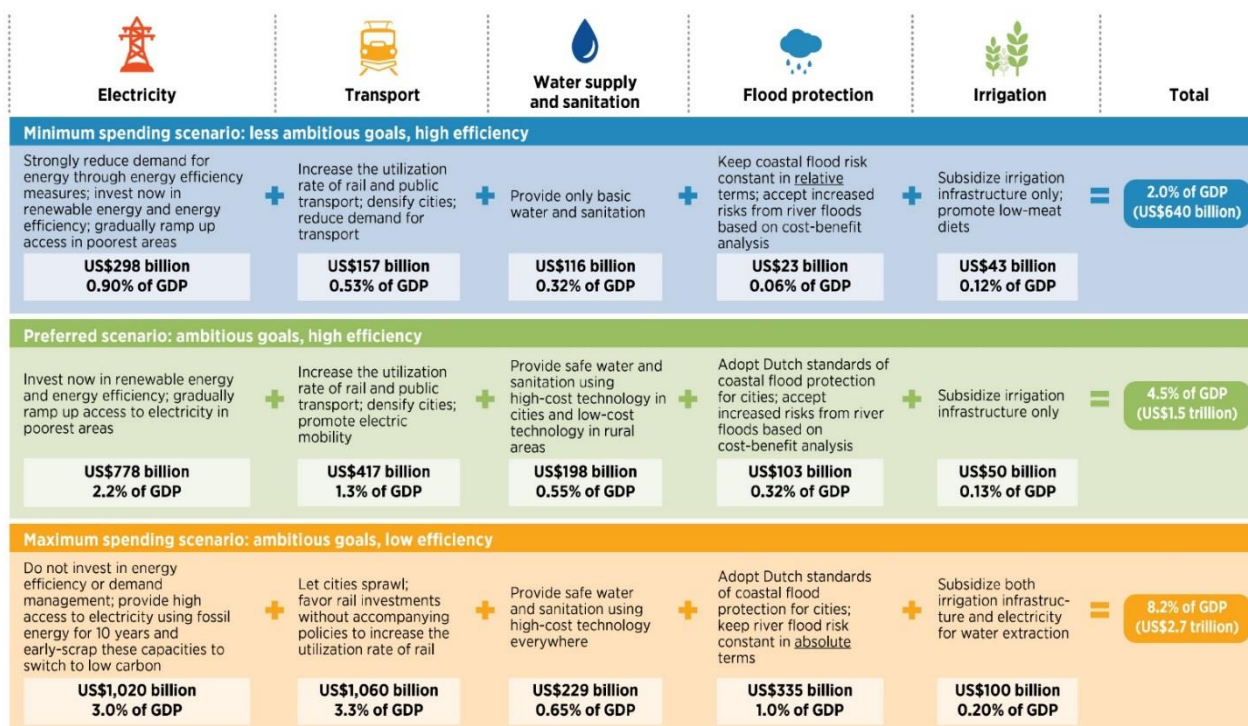 Electricity
Transport
Water supply
and sanitation
Flood protection
Irrigation
Total
Minimum spending scenario: less ambitious goals, high efficiency
Strongly reduce demand for
energy through energy efficiency
measures; invest now in
renewable energy and energy
efficiency; gradually ramp up
access in poorest areas
US$298 billion
0.90% of GDP
+
Increase the utilization
rate of rail and public
transport; densify cities;
reduce demand for
transport
US$157 billion
0.53% of GDP
+
Provide only basic
water and sanitation
US$116 billion
0.32% of GDP
+
Keep coastal flood risk
constant in relative
terms; accept increased
risks from river floods
based on cost-benefit
analysis
US$23 billion
0.06% of GDP
+
Subsidize irrigation
infrastructure only;
promote low-meat
diets
US$43 billion
0.12% of GDP
=
2.0% of GDP
(US$640 billion)
Preferred scenario: ambitious goals, high efficiency
Invest now in renewable energy
and energy efficiency; gradually
ramp up access to electricity in
poorest areas
US$778 billion
2.2% of GDP
+
Increase the utilization
rate of rail and public
transport; densify cities;
promote electric
mobility
US$417 billion
1.3% of GDP
+
Provide safe water and
sanitation using
high-cost technology in
cities and low-cost
technology in rural
areas
US$198 billion
0.55% of GDP
+
Adopt Dutch standards of
coastal flood protection
for cities; accept
increased risks from river
floods based on
cost-benefit analysis
US$103 billion
0.32% of GDP
+
Subsidize irrigation
infrastructure only
US$50 billion
0.13% of GDP
=
4.5% of GDP
(US$1.5 trillion)
Maximum spending scenario: ambitious goals, low efficiency
Do not invest in energy
efficiency or demand
management; provide high
access to electricity using fossil
energy for 10 years and
early-scrap these capacities to
switch to low carbon
US$1,020 billion
3.0% of GDP
+
Let cities sprawl;
favor rail investments
without accompanying
policies to increase the
utilization rate of rail
US$1,060 billion
3.3% of GDP
+
Provide safe water
and sanitation using
high-cost technology
everywhere
US$229 billion
0.65% of GDP
+
Adopt Dutch standards
of coastal flood
protection for cities;
keep river flood risk
constant in absolute
terms
US$335 billion
1.0% of GDP
+
Subsidize both
irrigation infrastruc-
ture and electricity
for water extraction
US$100 billion
0.20% of GDP
=
8.2% of GDP
(US$2.7 trillion)